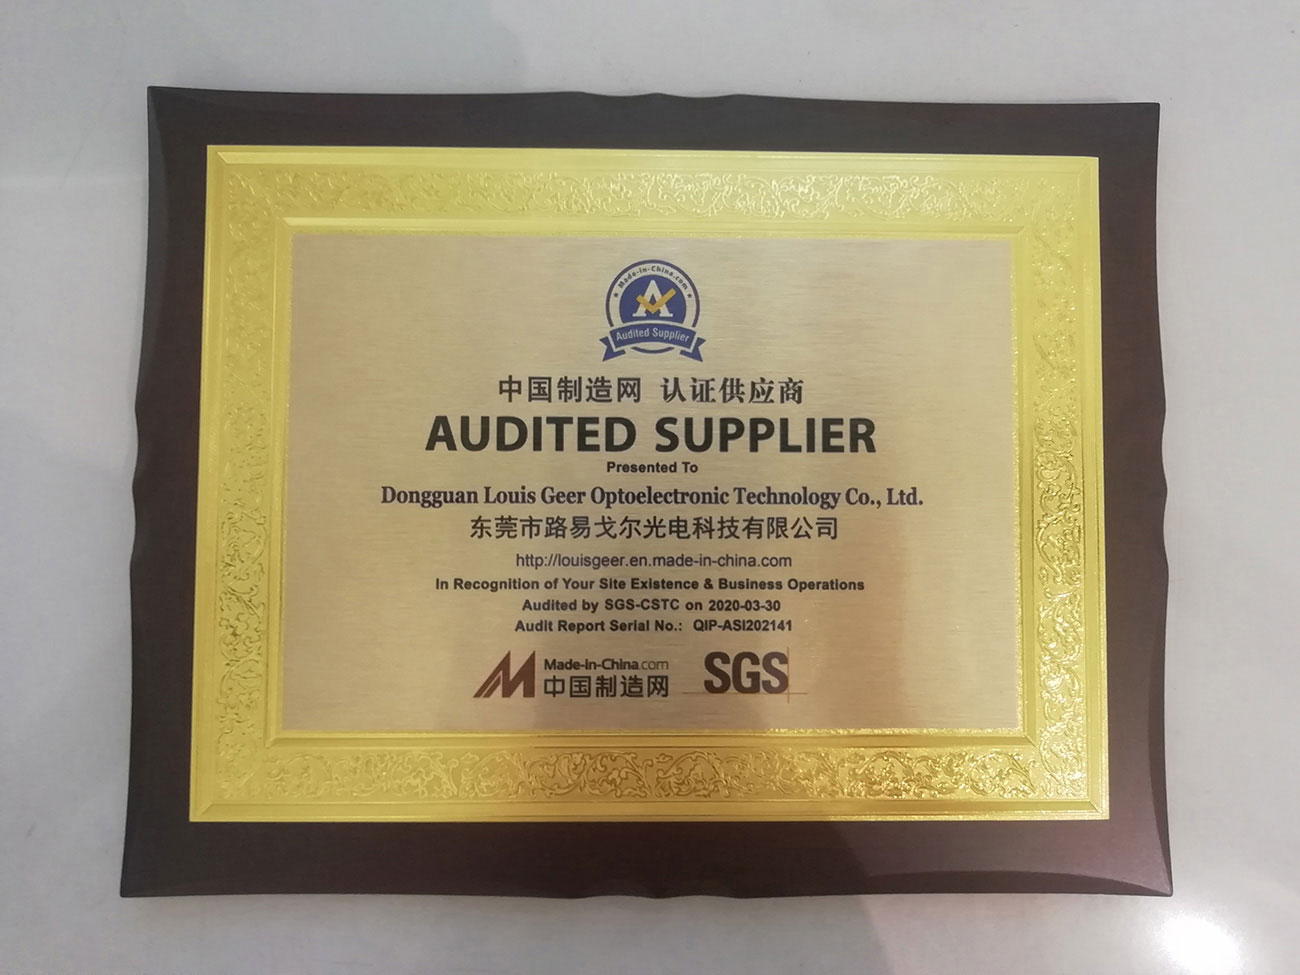 Made-in-China.com
A
Audited Supplier
中国制造网 认证供应商
AUDITED SUPPLIER
Presented To
Dongguan Louis Geer Optoelectronic Technology Co., Ltd.
东莞市路易戈尔光电科技有限公司
http://louisgeer.en.made-in-china.com
In Recognition of Your Site Existence & Business Operations
Audited by SGS-CSTC on 2020-03-30
Audit Report Serial No.: QIP-ASI202141
Made-in-China.com
中国制造网
SGS